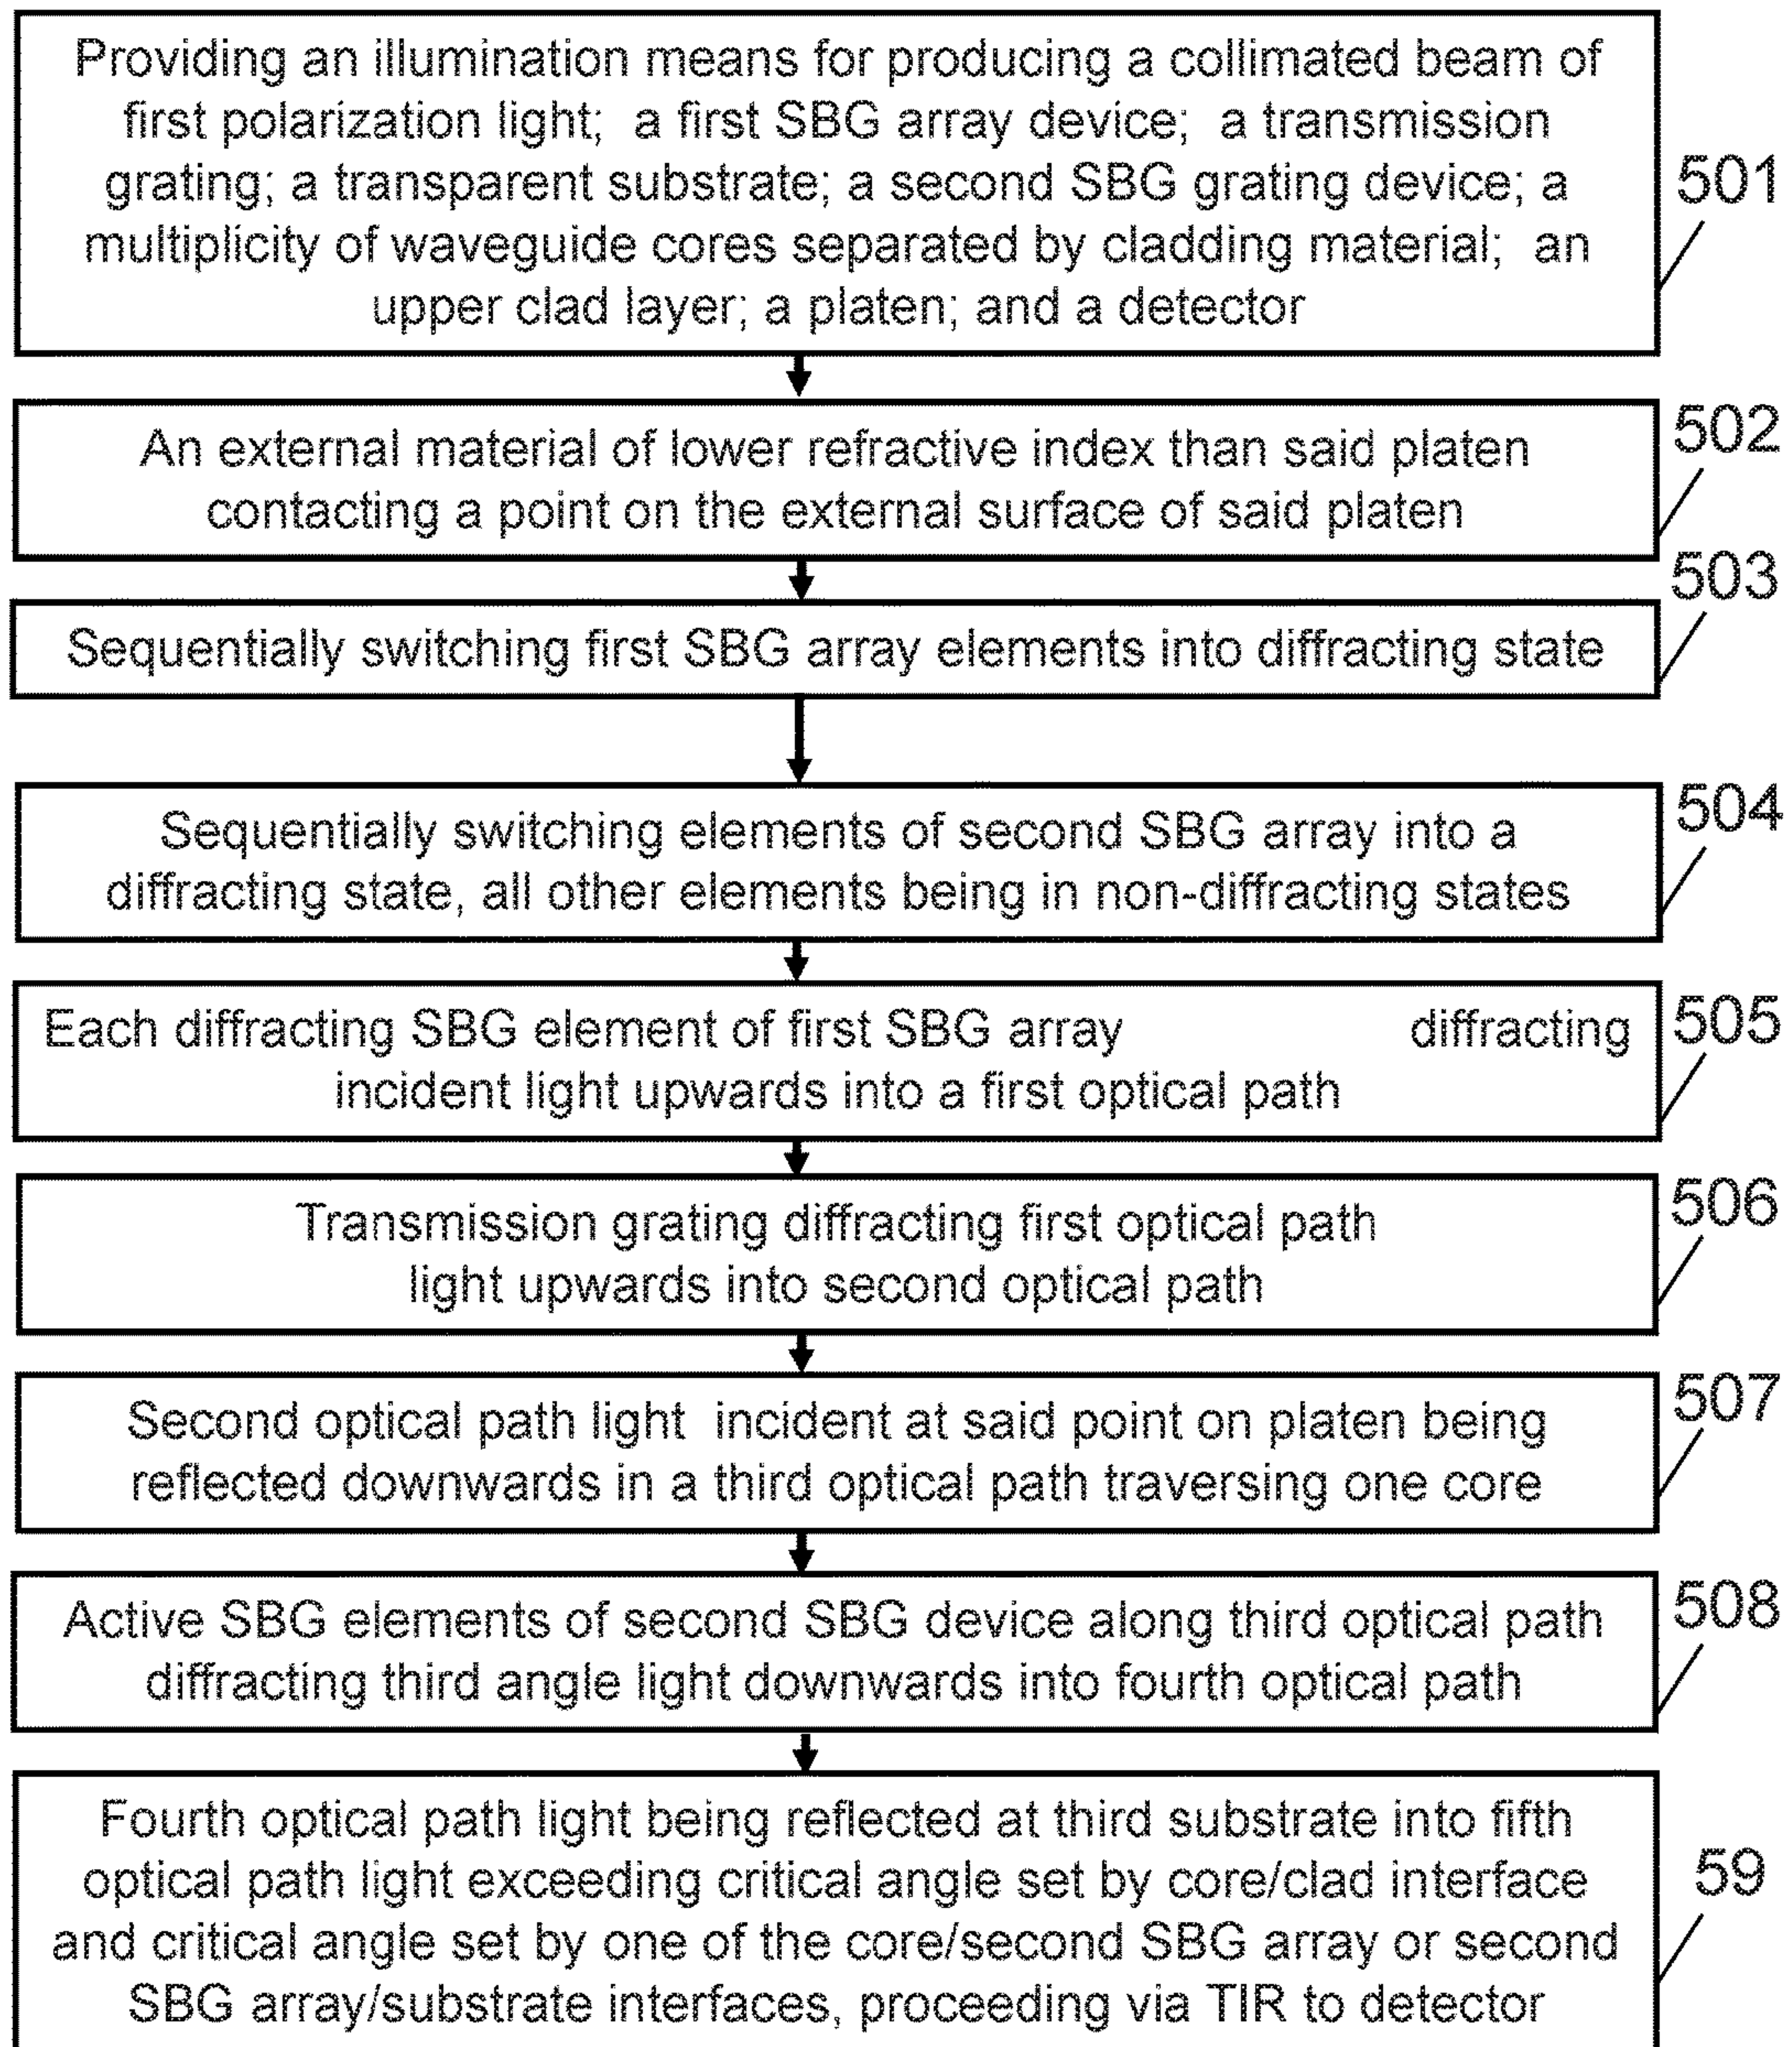 Providing an illumination means for producing a collimated beam of
first polarization light; a first SBG array device; a transmission
grating; a transparent substrate; a second SBG grating device; a
multiplicity of waveguide cores separated by cladding material; an
upper clad layer; a platen; and a detector
501
An external material of lower refractive index than said platen
contacting a point on the external surface of said platen
502
Sequentially switching first SBG array elements into diffracting state
503
Sequentially switching elements of second SBG array into a
diffracting state, all other elements being in non-diffracting states
504
Each diffracting SBG element of first SBG array diffracting
incident light upwards into a first optical path
505
Transmission grating diffracting first optical path
light upwards into second optical path
506
Second optical path light incident at said point on platen being
reflected downwards in a third optical path traversing one core
507
Active SBG elements of second SBG device along third optical path
diffracting third angle light downwards into fourth optical path
508
Fourth optical path light being reflected at third substrate into fifth
optical path light exceeding critical angle set by core/clad interface
and critical angle set by one of the core/second SBG array or second
SBG array/substrate interfaces, proceeding via TIR to detector
59